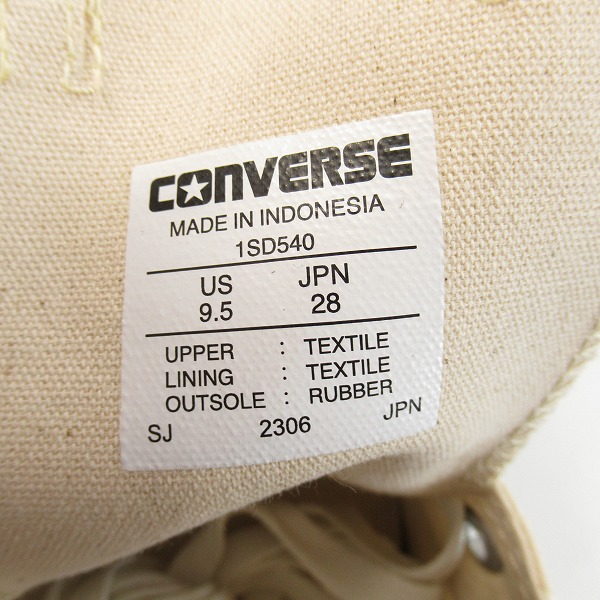 CONVERSE
MADE IN INDONESIA
1SD540
US JPN
9.5 28
UPPER : TEXTILE
LINING : TEXTILE
OUTSOLE : RUBBER
SJ 2306 JPN